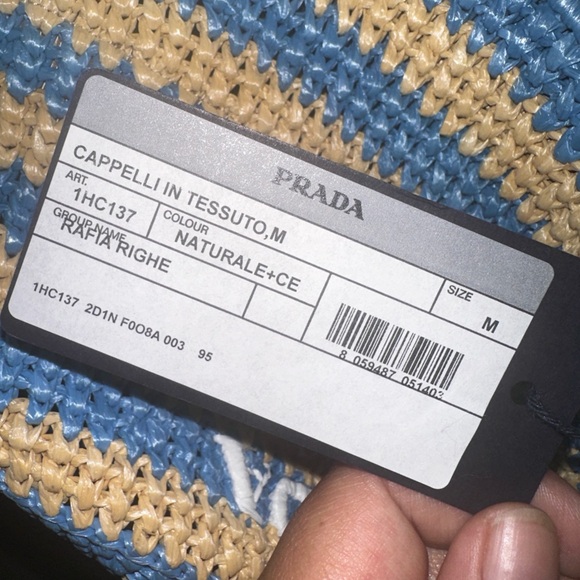 PRADA
CAPPELLI IN TESSUTO,M
ART.
1HC137
COLOUR
NATURALE+CE
SIZE
M
GROUP NAME
RAFIA RIGHE
1HC137 2D1N F0O8A 003 95
8 059487 051403